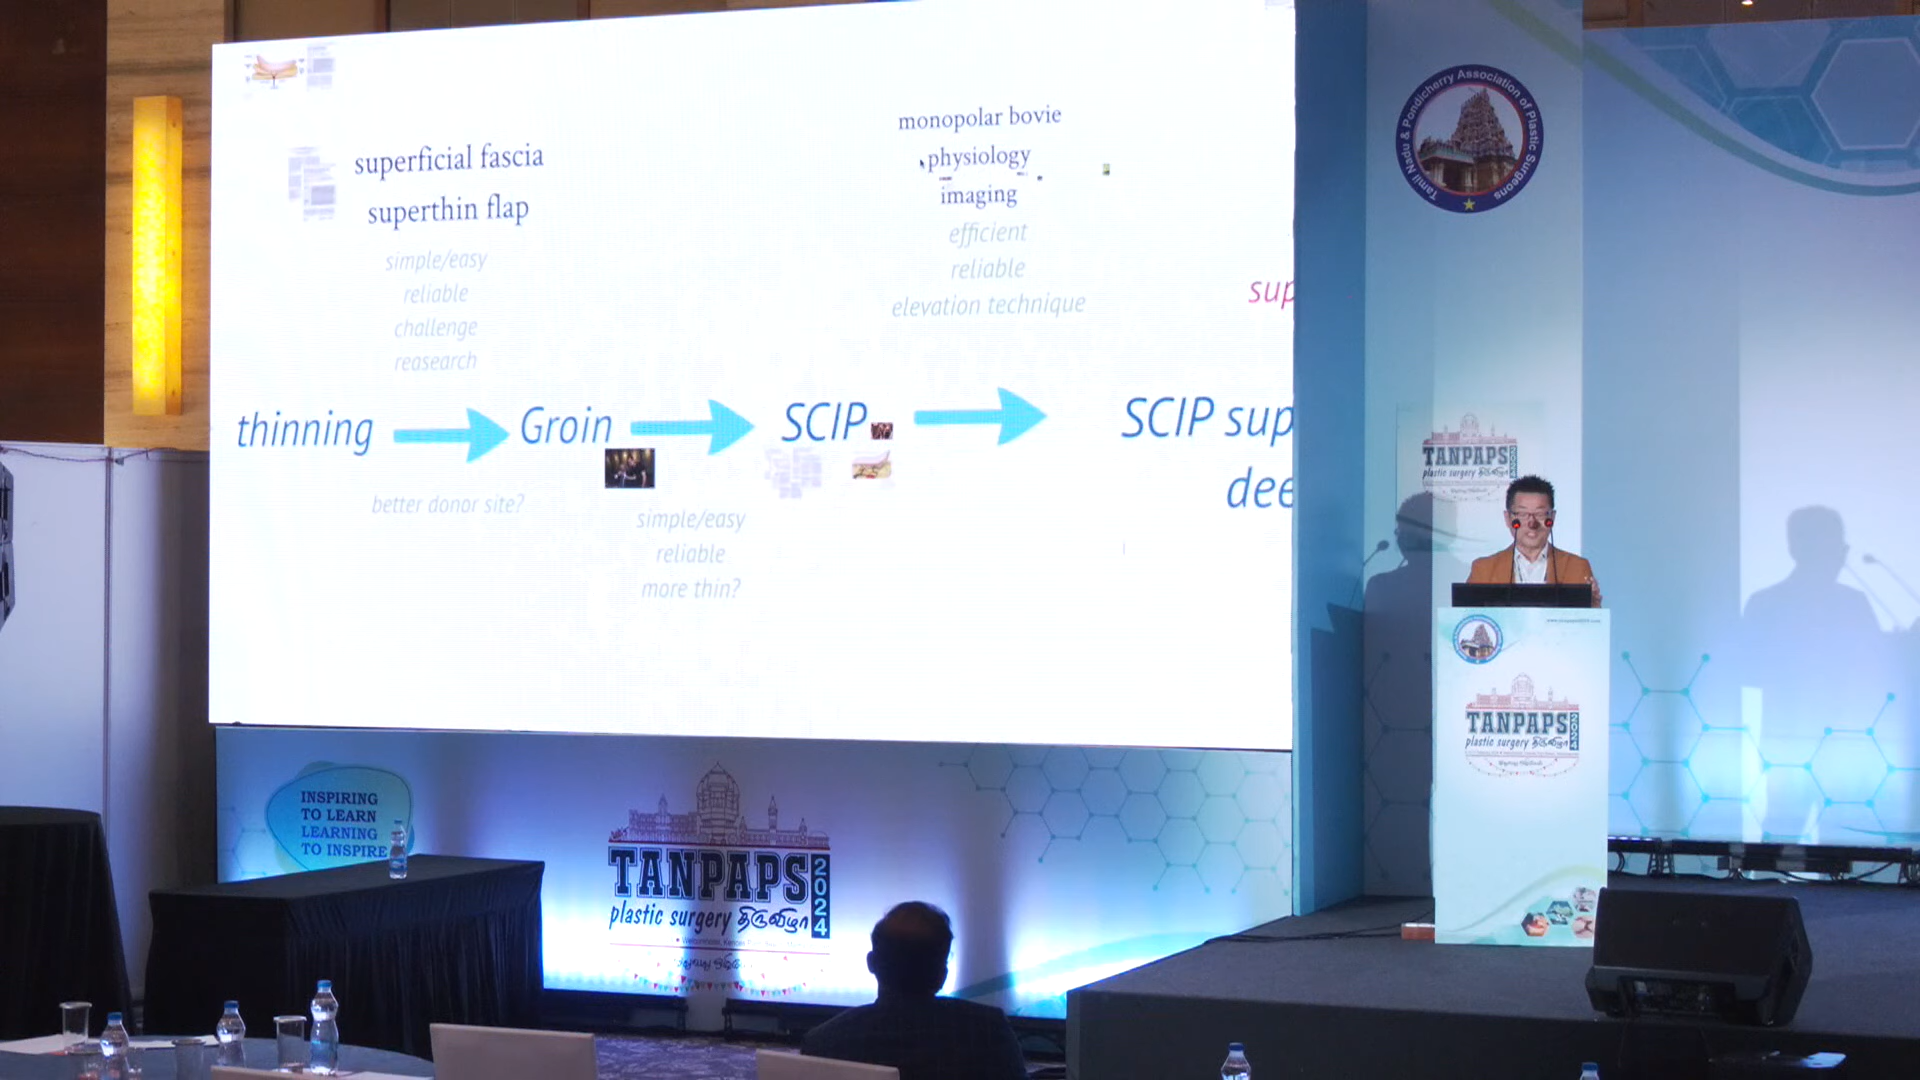 superficial fascia
superthin flap
simple/easy
reliable
challenge
reasearch
monopolar bovie
physiology
imaging
efficient
reliable
elevation technique
sup
thinning
Groin
SCIP
SCIP sup
dee
better donor site?
simple/easy
reliable
more thin?
Tamil Nadu & Pondicherry Association of Plastic Surgeons
TANPAPS
plastic surgery திருவிழா
TANPAPS 2024
plastic surgery திருவிழா
INSPIRING
TO LEARN
LEARNING
TO INSPIRE
TANPAPS 2024
plastic surgery திருவிழா